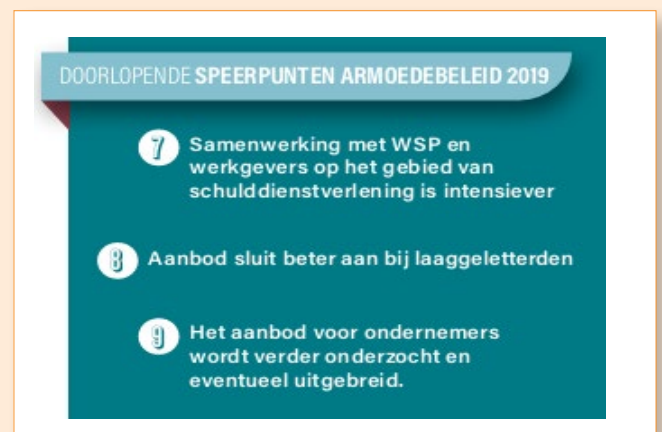 DOORLOPENDE SPEERPUNTEN ARMOEDEBELEID 2019
7 Samenwerking met WSP en
werkgevers op het gebied van
schulddienstverlening is intensiever
8 Aanbod sluit beter aan bij laaggeletterden
9 Het aanbod voor ondernemers
wordt verder onderzocht en
eventueel uitgebreid.